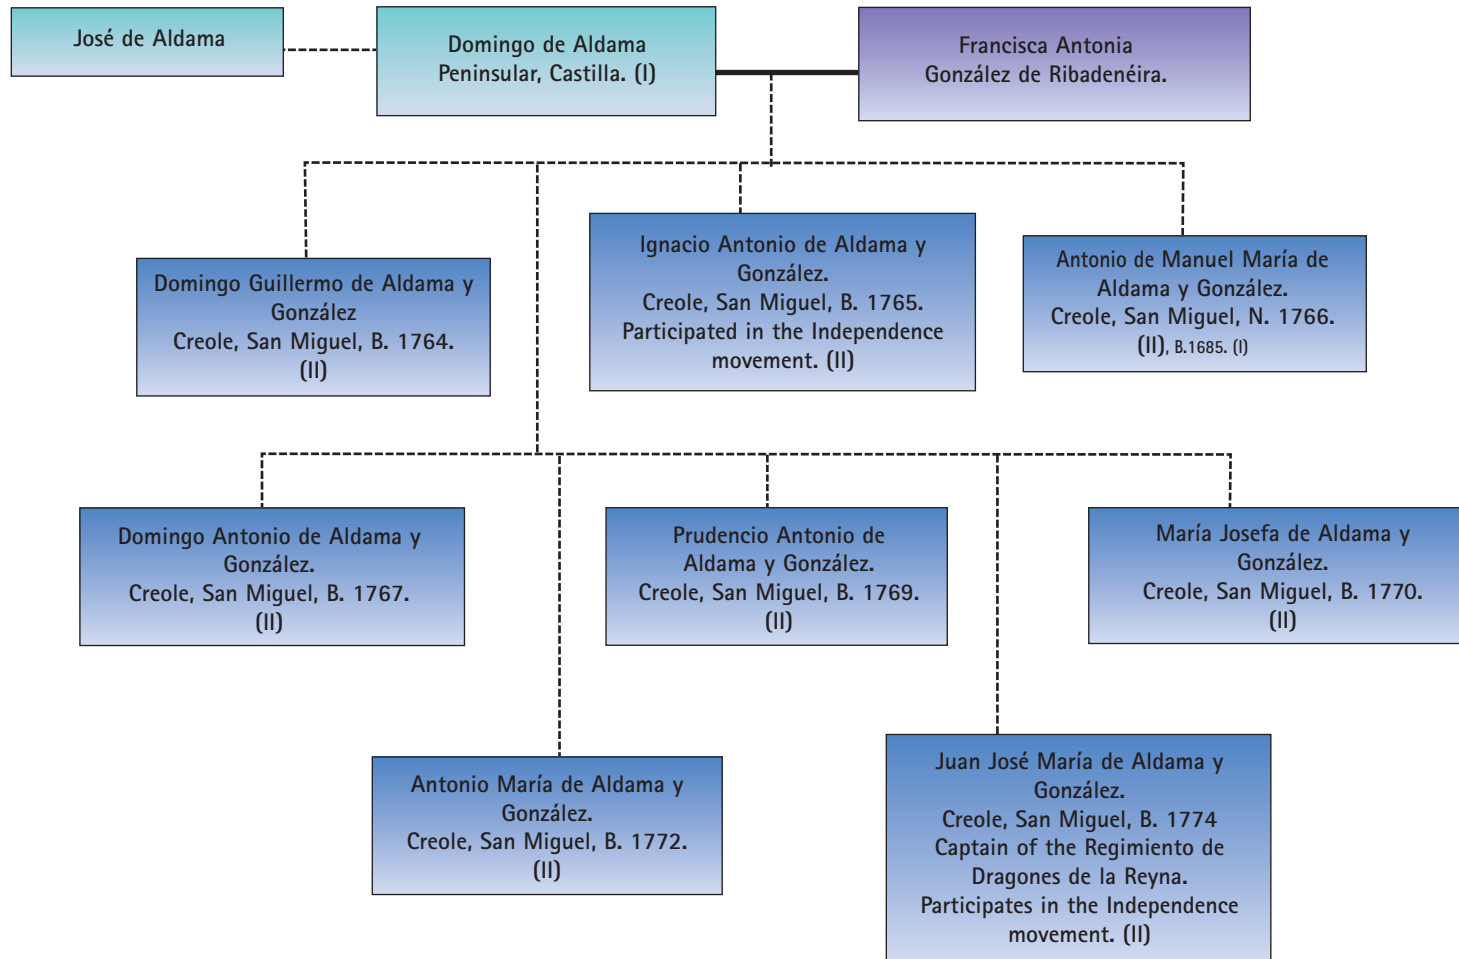 José de Aldama
Domingo de Aldama
Peninsular, Castilla. (I)
Francisca Antonia
González de Ribadenéira.
Domingo Guillermo de Aldama y
González
Creole, San Miguel, B. 1764.
(II)
Ignacio Antonio de Aldama y
González.
Creole, San Miguel, B. 1765.
Participated in the Independence
movement. (II)
Antonio de Manuel María de
Aldama y González.
Creole, San Miguel, N. 1766.
(II), B.1685. (I)
Domingo Antonio de Aldama y
González.
Creole, San Miguel, B. 1767.
(II)
Prudencio Antonio de
Aldama y González.
Creole, San Miguel, B. 1769.
(II)
María Josefa de Aldama y
González.
Creole, San Miguel, B. 1770.
(II)
Antonio María de Aldama y
González.
Creole, San Miguel, B. 1772.
(II)
Juan José María de Aldama y
González.
Creole, San Miguel, B. 1774
Captain of the Regimiento de
Dragones de la Reyna.
Participates in the Independence
movement. (II)